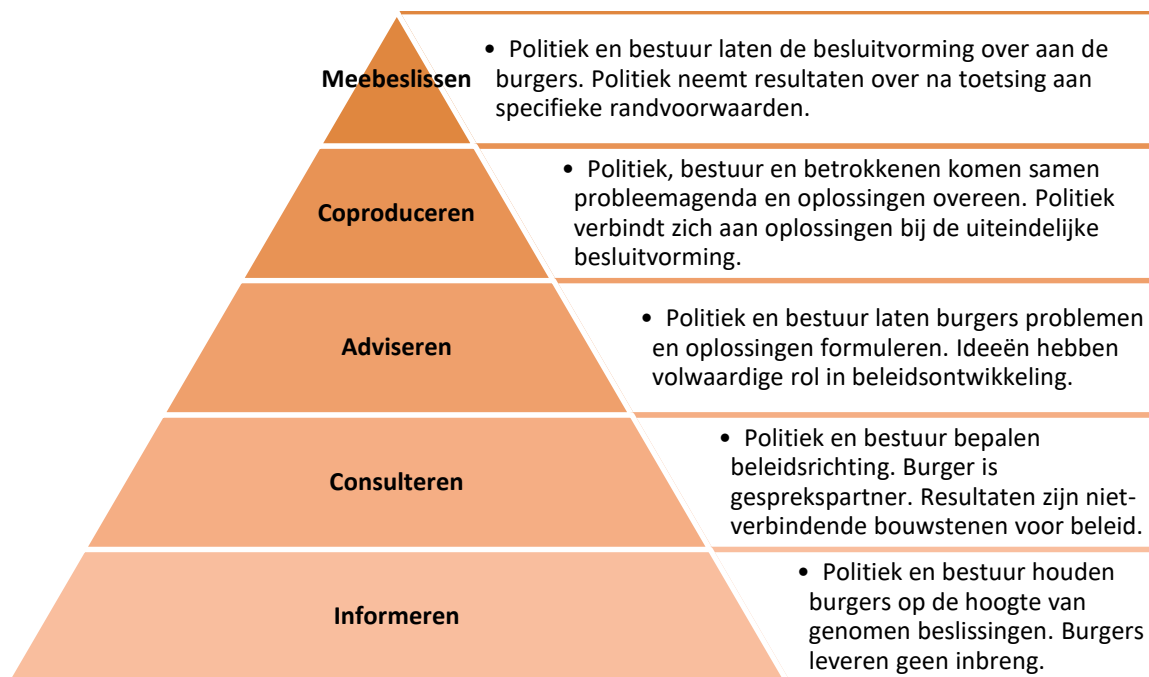 Meebeslissen
• Politiek en bestuur laten de besluitvorming over aan de
burgers. Politiek neemt resultaten over na toetsing aan
specifieke randvoorwaarden.
Coproduceren
• Politiek, bestuur en betrokkenen komen samen
probleemagenda en oplossingen overeen. Politiek
verbindt zich aan oplossingen bij de uiteindelijke
besluitvorming.
Adviseren
• Politiek en bestuur laten burgers problemen
en oplossingen formuleren. Ideeën hebben
volwaardige rol in beleidsontwikkeling.
Consulteren
• Politiek en bestuur bepalen
beleidsrichting. Burger is
gesprekspartner. Resultaten zijn niet-
verbindende bouwstenen voor beleid.
Informeren
• Politiek en bestuur houden
burgers op de hoogte van
genomen beslissingen. Burgers
leveren geen inbreng.